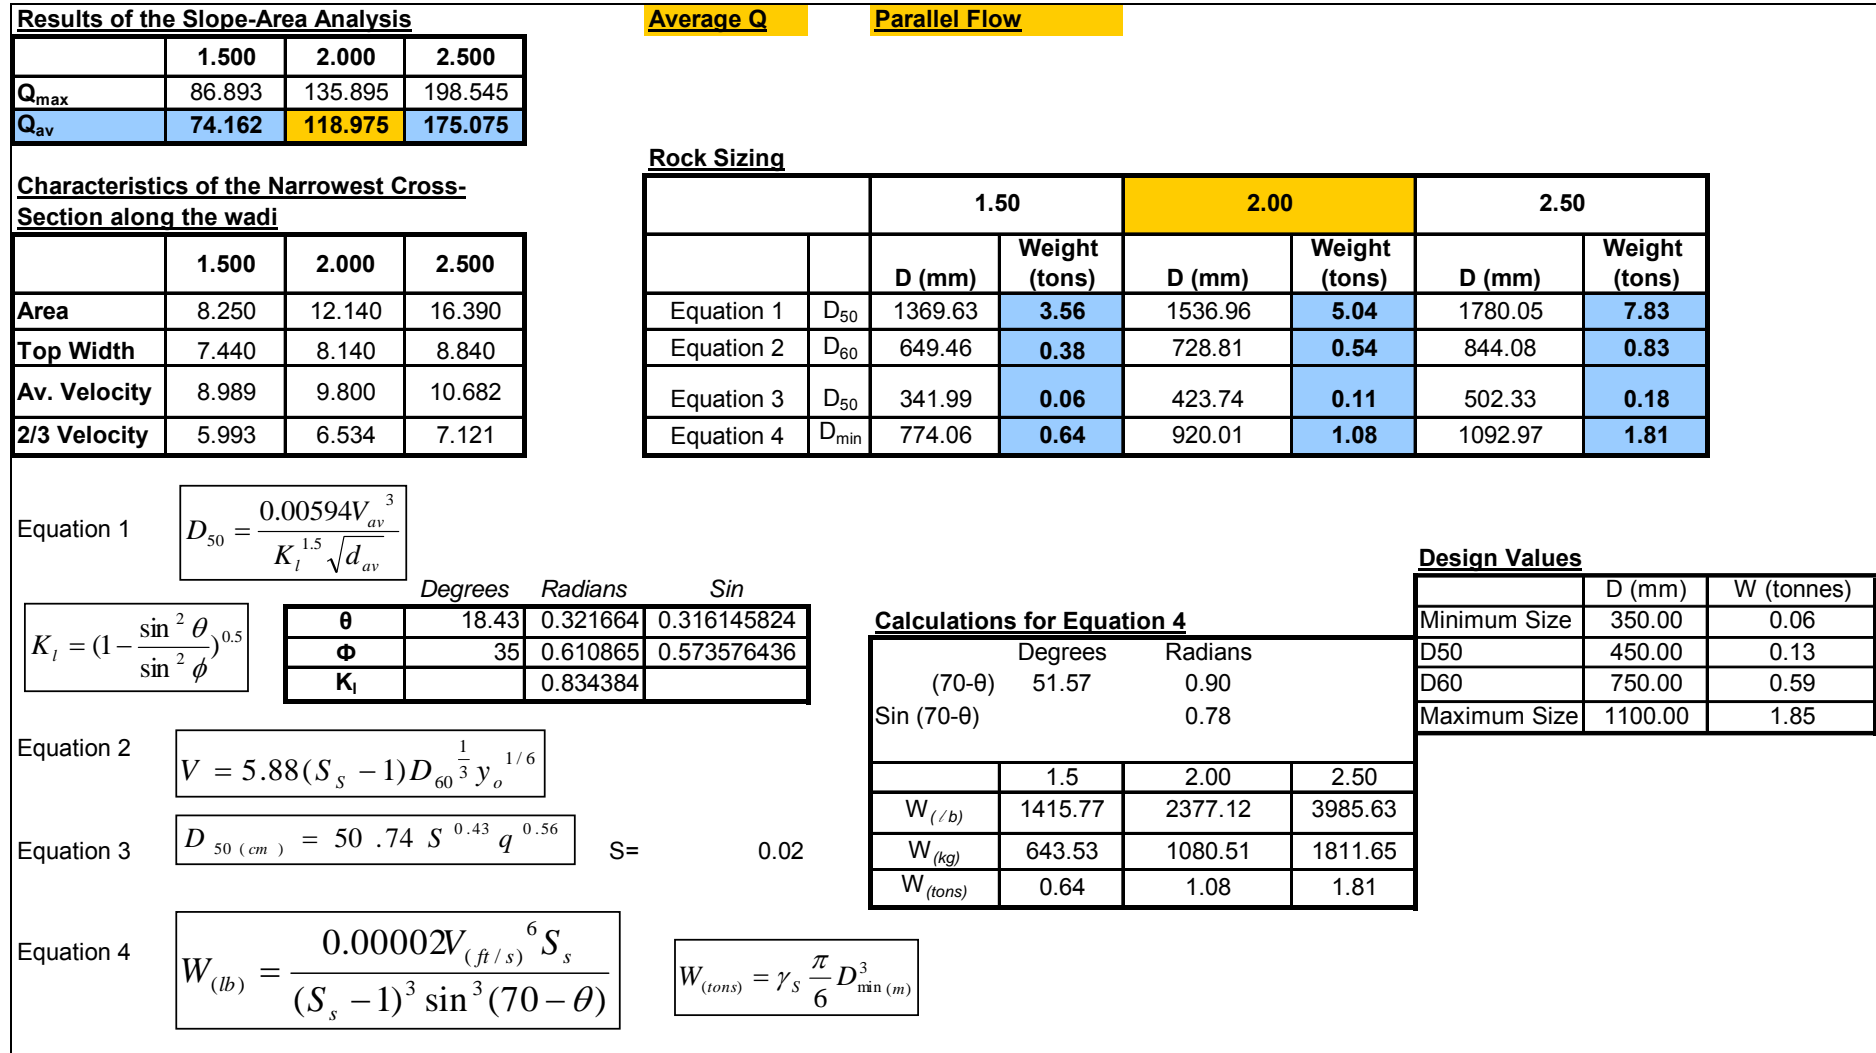 Results of the Slope-Area Analysis
Average Q
Parallel Flow
1.500 2.000 2.500
Qmax 86.893 135.895 198.545
Qav 74.162 118.975 175.075
Characteristics of the Narrowest Cross-
Section along the wadi
1.500 2.000 2.500
Area 8.250 12.140 16.390
Top Width 7.440 8.140 8.840
Av. Velocity 8.989 9.800 10.682
2/3 Velocity 5.993 6.534 7.121
Rock Sizing
1.50 2.00 2.50
D (mm) Weight (tons) D (mm) Weight (tons) D (mm) Weight (tons)
Equation 1 D50 1369.63 3.56 1536.96 5.04 1780.05 7.83
Equation 2 D60 649.46 0.38 728.81 0.54 844.08 0.83
Equation 3 D50 341.99 0.06 423.74 0.11 502.33 0.18
Equation 4 Dmin 774.06 0.64 920.01 1.08 1092.97 1.81
Equation 1 D50 = 0.00594Vav^3 / (Kl^1.5 √dav)
Kl = (1 − sin^2 θ / sin^2 ϕ)^0.5
Degrees Radians Sin
θ 18.43 0.321664 0.316145824
Φ 35 0.610865 0.573576436
Kl 0.834384
Equation 2 V = 5.88(SS − 1)D60^(1/3) yo^(1/6)
Equation 3 D50 (cm) = 50 .74 S^0.43 q^0.56 S= 0.02
Equation 4 W(lb) = 0.00002V(ft/s)^6 Ss / ((Ss − 1)^3 sin^3 (70 − θ))
W(tons) = γS π/6 D^3min (m)
Calculations for Equation 4
Degrees Radians
(70-θ) 51.57 0.90
Sin (70-θ) 0.78
1.5 2.00 2.50
W(lb) 1415.77 2377.12 3985.63
W(kg) 643.53 1080.51 1811.65
W(tons) 0.64 1.08 1.81
Design Values
D (mm) W (tonnes)
Minimum Size 350.00 0.06
D50 450.00 0.13
D60 750.00 0.59
Maximum Size 1100.00 1.85